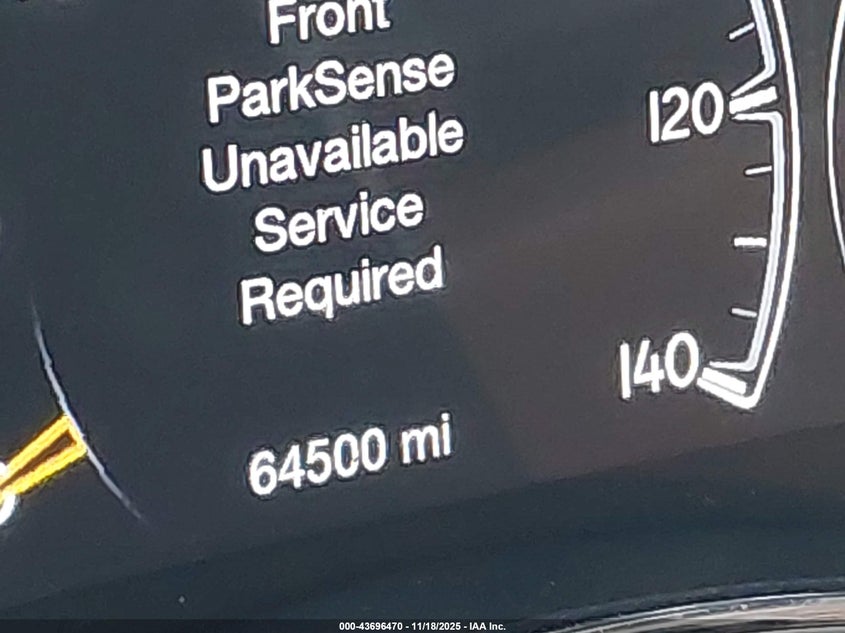 Front
ParkSense
Unavailable
Service
Required
120
140
64500 mi
000-43696470 - 11/18/2025 - IAA Inc.